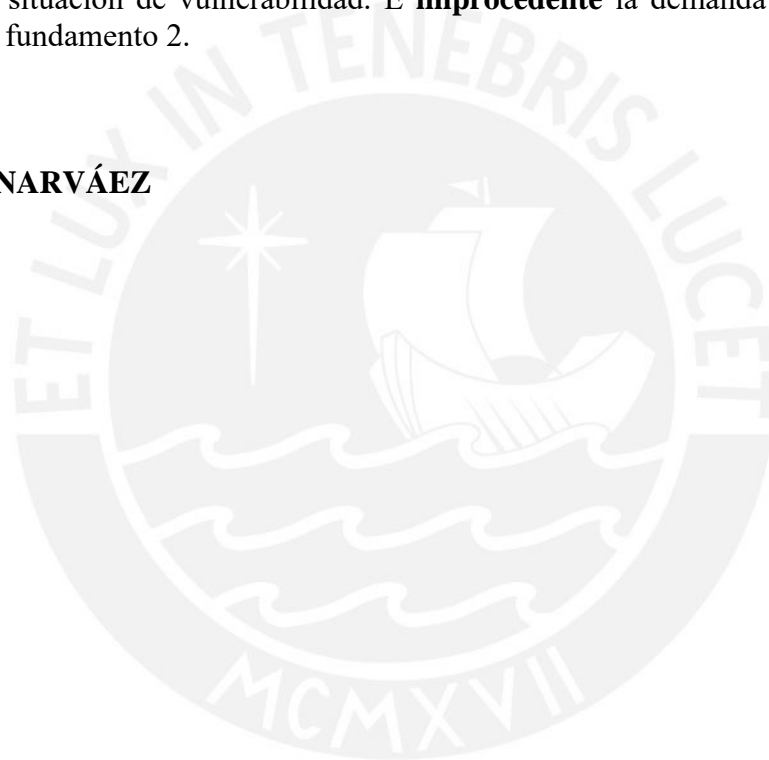 situación de vulnerabilidad. E improcedente la demanda
fundamento 2.
NARVÁEZ
ET LUX IN TENEBRIS LUCET
MCMXVII